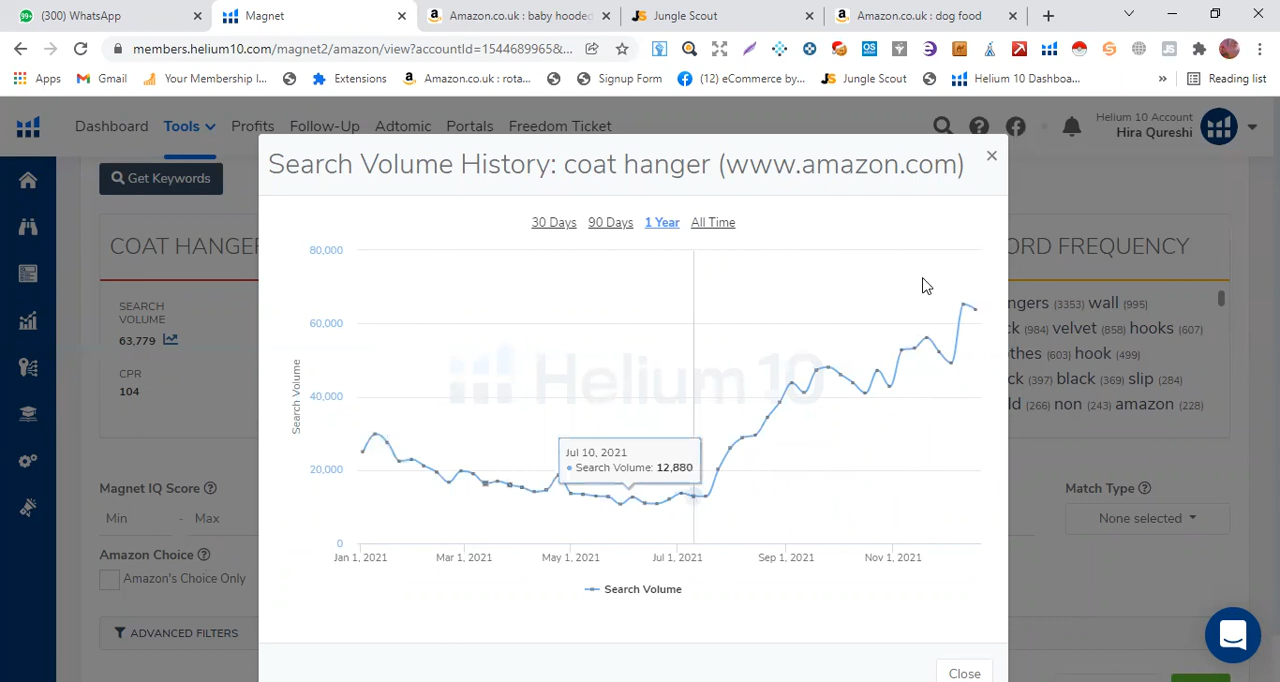 (300) WhatsApp
Magnet
Amazon.co.uk : baby hooded
Jungle Scout
Amazon.co.uk : dog food
members.helium10.com/magnet2/amazon/view?accountId=1544689965&...
Apps
Gmail
Your Membership I...
Extensions
Amazon.co.uk : rota...
Signup Form
(12) eCommerce by...
Jungle Scout
Helium 10 Dashboa...
»
Reading list
Dashboard
Tools
Profits
Follow-Up
Adtomic
Portals
Freedom Ticket
Helium 10 Account
Hira Qureshi
Get Keywords
Search Volume History: coat hanger (www.amazon.com)
30 Days 90 Days 1 Year All Time
80,000
60,000
40,000
20,000
0
Search Volume
Helium 10
Jul 10, 2021
Search Volume: 12,880
Jan 1, 2021 Mar 1, 2021 May 1, 2021 Jul 1, 2021 Sep 1, 2021 Nov 1, 2021
Search Volume
Close
COAT HANGER
SEARCH
VOLUME
63,779
CPR
104
Magnet IQ Score
Min - Max
Amazon Choice
Amazon's Choice Only
ADVANCED FILTERS
ORD FREQUENCY
ngers (3353) wall (995)
ck (984) velvet (858) hooks (607)
othes (603) hook (499)
ck (397) black (369) slip (284)
ld (266) non (243) amazon (228)
Match Type
None selected